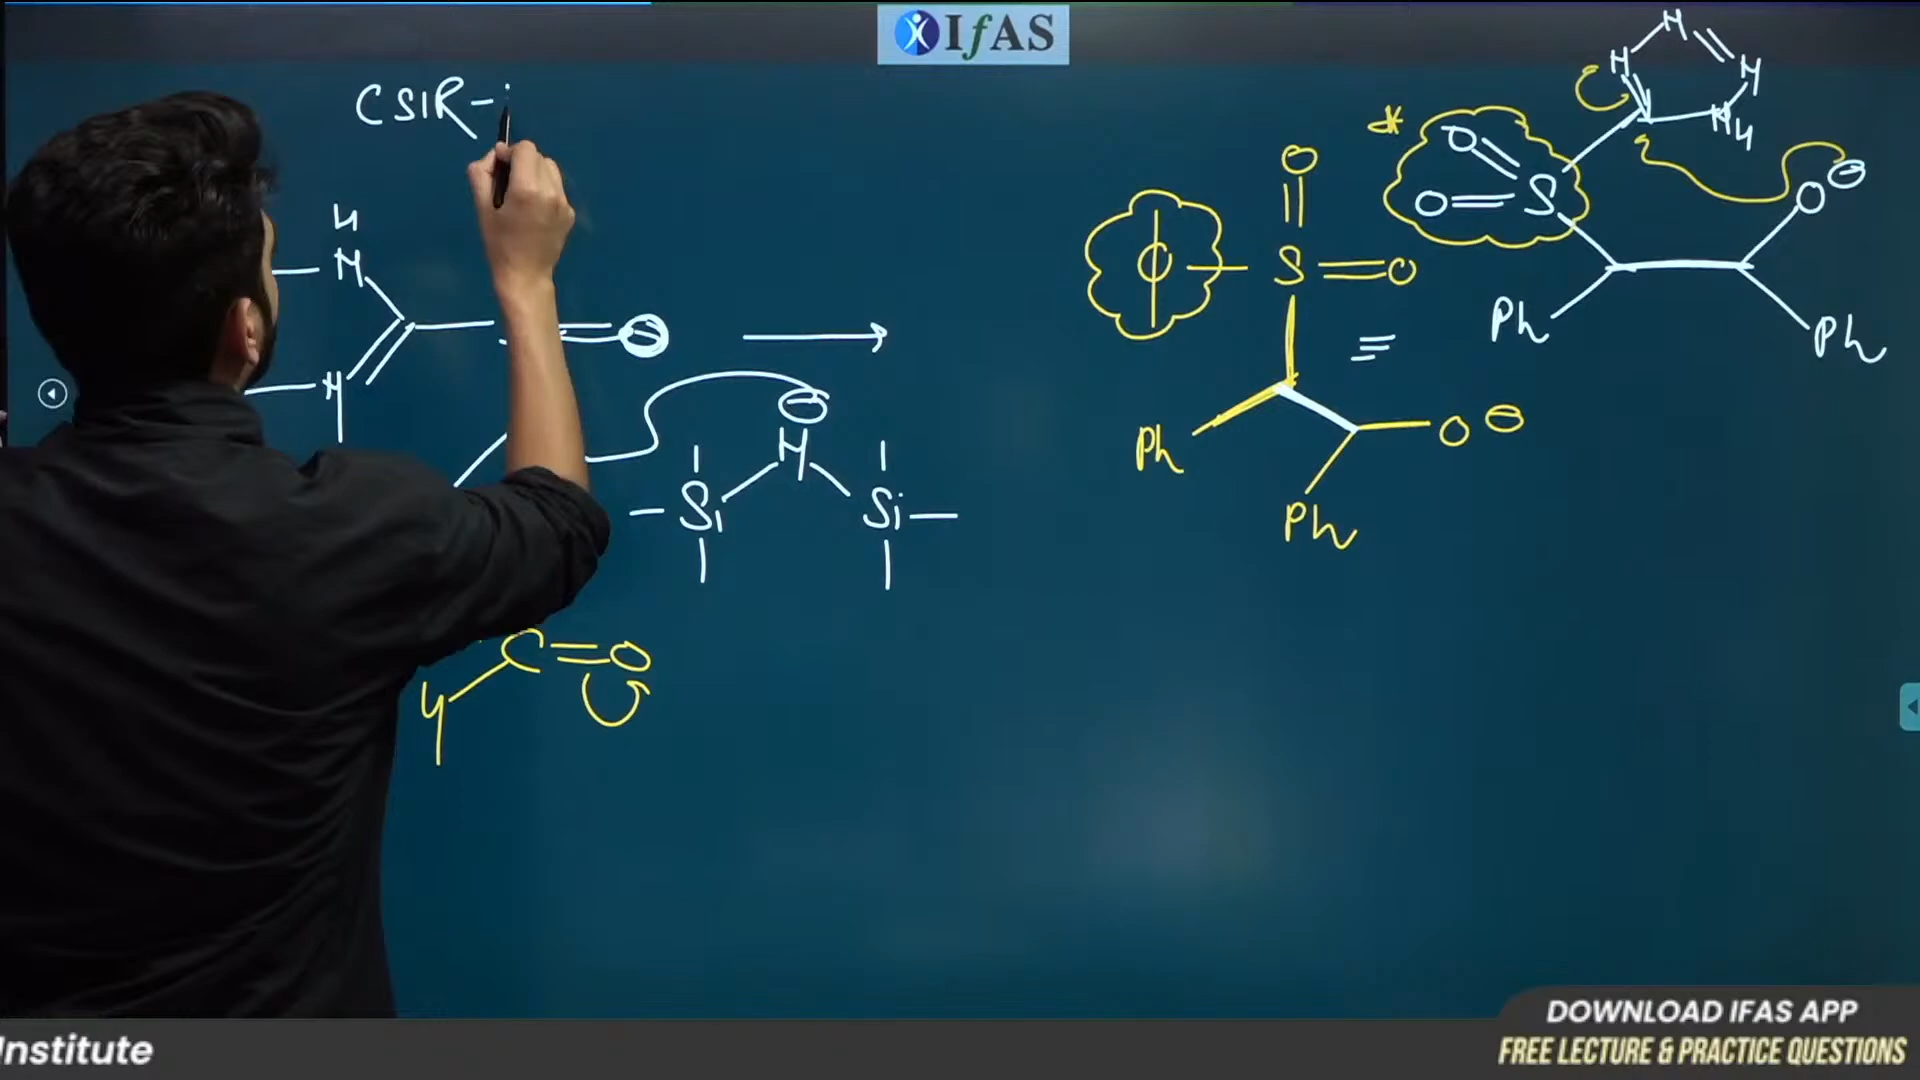 IfAS
CSIR-
H
N
N
O
⊖
N
Si
Si
C=O
H
O
S=O
Ph
O⊖
Ph
N
N
N
N
O
O=S
O⊖
Ph
Ph
DOWNLOAD IFAS APP
Institute
FREE LECTURE & PRACTICE QUESTIONS